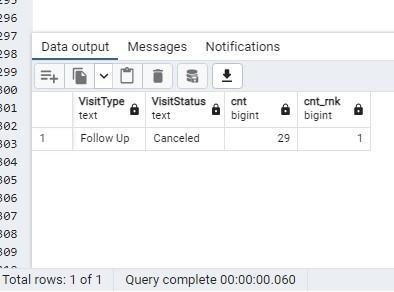 296
297
298
299
300
301
302
303
304
305
306
307
308
309
Data output Messages Notifications
VisitType VisitStatus cnt cnt_rnk
text text bigint bigint
1 Follow Up Canceled 29 1
Total rows: 1 of 1 Query complete 00:00:00.060